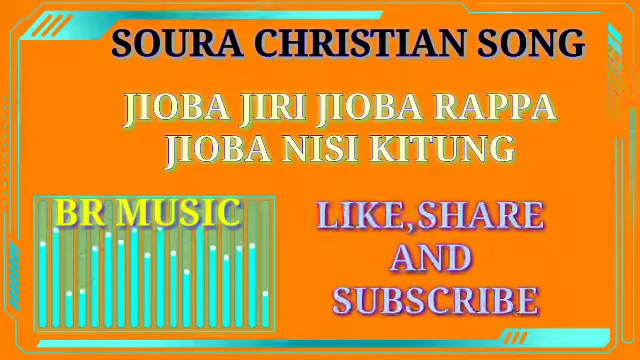 SOURA CHRISTIAN SONG
JIOBA JIRI JIOBA RAPPA
JIOBA NISI KITUNG
BR MUSIC
LIKE,SHARE
AND
SUBSCRIBE